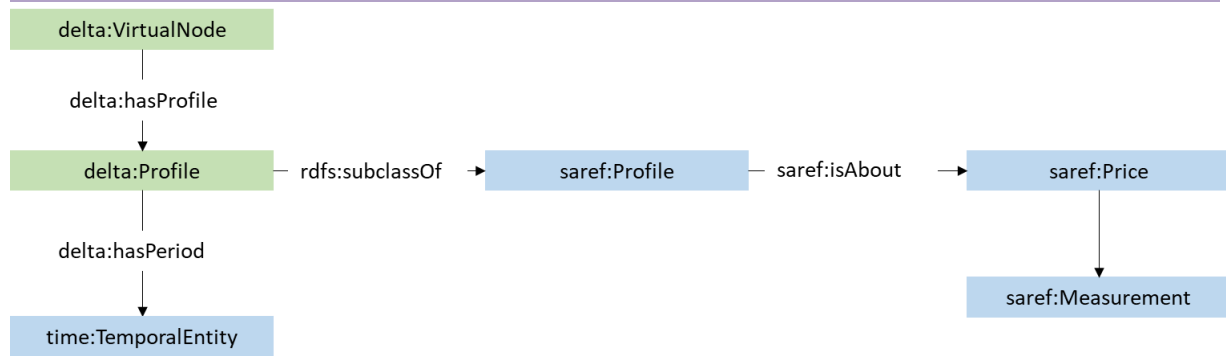 delta:VirtualNode
delta:hasProfile
delta:Profile
rdfs:subclassOf
saref:Profile
saref:isAbout
saref:Price
delta:hasPeriod
saref:Measurement
time:TemporalEntity